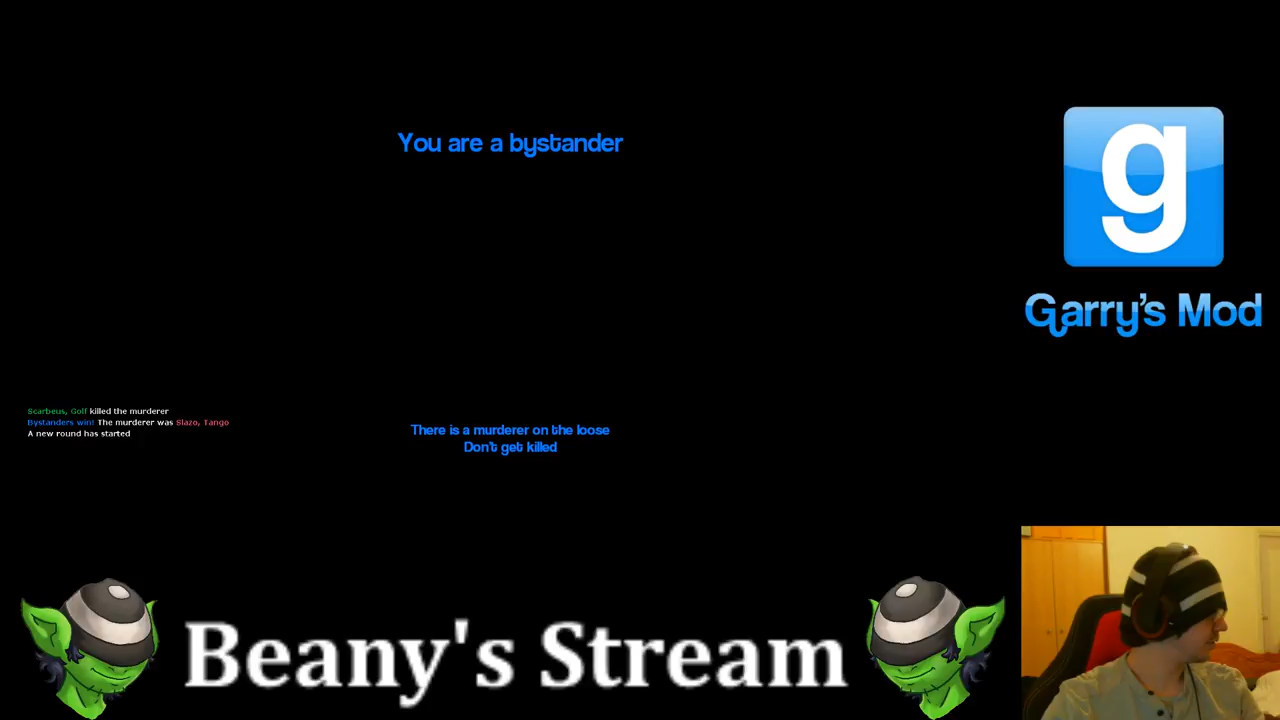 You are a bystander
g
Garry's Mod
Scarbeus, Golf killed the murderer
Bystanders win! The murderer was Slazo, Tango
A new round has started
There is a murderer on the loose
Don't get killed
Beany's Stream